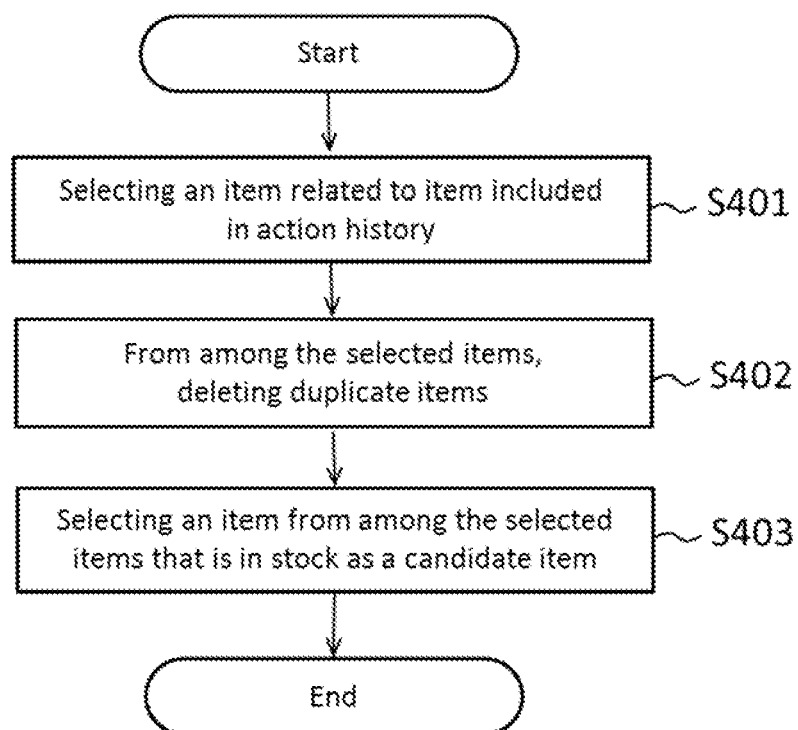 Start
Selecting an item related to item included
in action history
S401
From among the selected items,
deleting duplicate items
S402
Selecting an item from among the selected
items that is in stock as a candidate item
S403
End